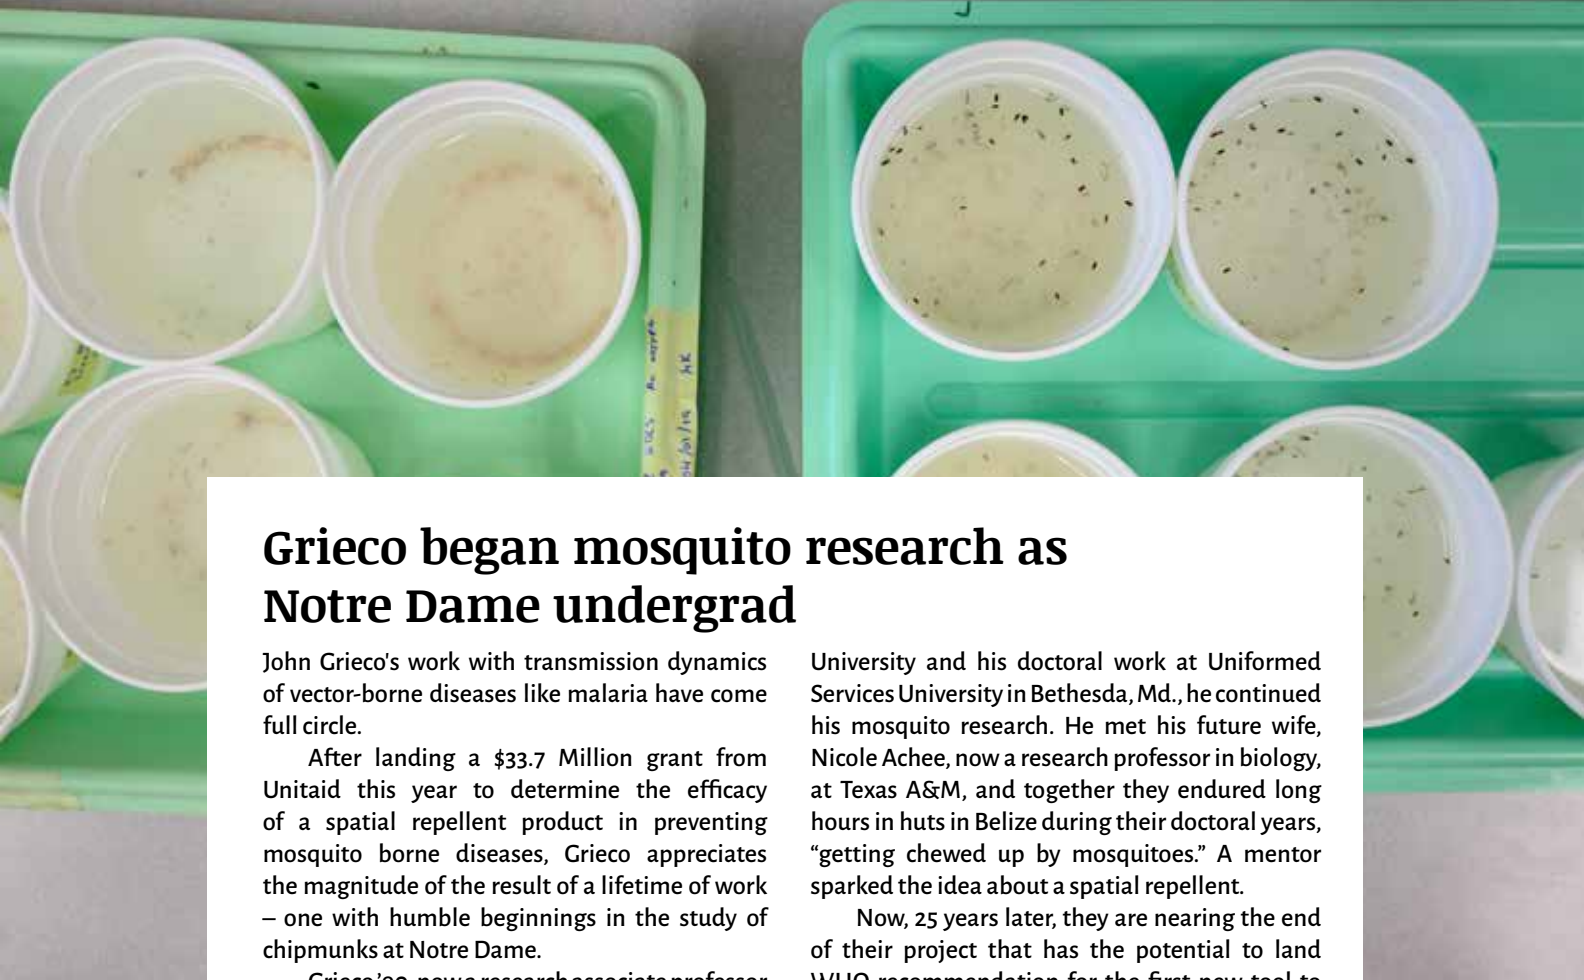 Grieco began mosquito research as
Notre Dame undergrad
John Grieco's work with transmission dynamics
of vector-borne diseases like malaria have come
full circle.
After landing a $33.7 Million grant from
Unitaid this year to determine the efficacy
of a spatial repellent product in preventing
mosquito borne diseases, Grieco appreciates
the magnitude of the result of a lifetime of work
– one with humble beginnings in the study of
chipmunks at Notre Dame.
University and his doctoral work at Uniformed
Services University in Bethesda, Md., he continued
his mosquito research. He met his future wife,
Nicole Achee, now a research professor in biology,
at Texas A&M, and together they endured long
hours in huts in Belize during their doctoral years,
“getting chewed up by mosquitoes.” A mentor
sparked the idea about a spatial repellent.
Now, 25 years later, they are nearing the end
of their project that has the potential to land